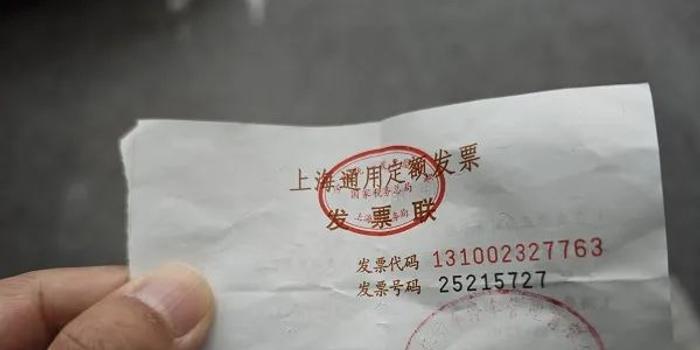 上海通用定额发票
国家税务总局
发票联
发票代码 131002327763
发票号码 25215727